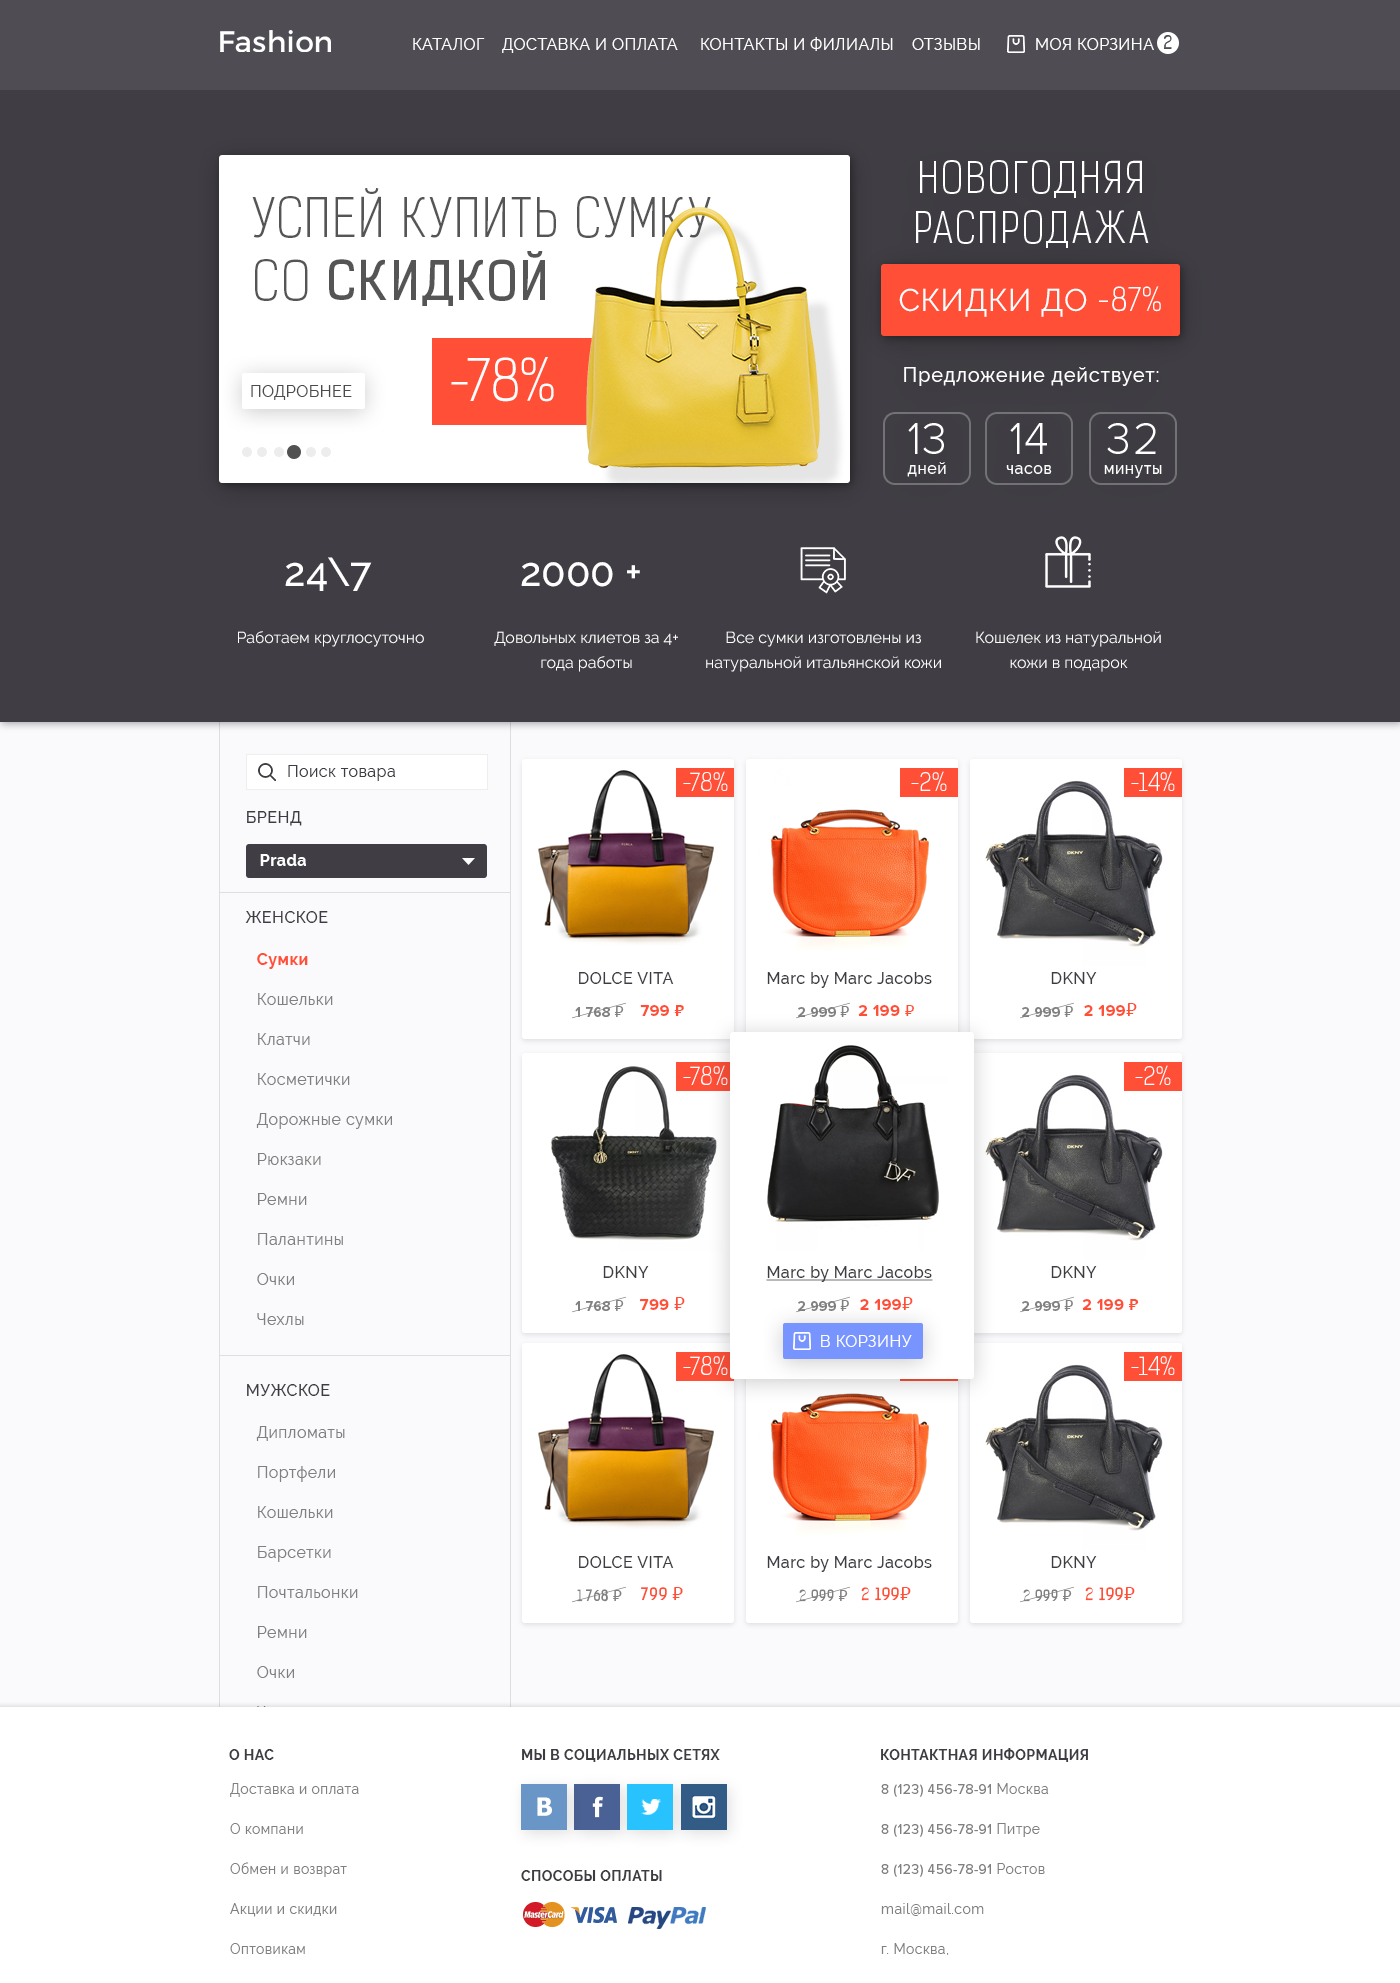 Fashion
КАТАЛОГ ДОСТАВКА И ОПЛАТА КОНТАКТЫ И ФИЛИАЛЫ ОТЗЫВЫ МОЯ КОРЗИНА 2
УСПЕЙ КУПИТЬ СУМКУ
СО СКИДКОЙ
-78%
ПОДРОБНЕЕ
НОВОГОДНЯЯ
РАСПРОДАЖА
СКИДКИ ДО -87%
Предложение действует:
13 14 32
дней часов минуты
24\7
Работаем круглосуточно
2000 +
Довольных клиетов за 4+
года работы
Все сумки изготовлены из
натуральной итальянской кожи
Кошелек из натуральной
кожи в подарок
Поиск товара
БРЕНД
Prada
ЖЕНСКОЕ
Сумки
Кошельки
Клатчи
Косметички
Дорожные сумки
Рюкзаки
Ремни
Палантины
Очки
Чехлы
МУЖСКОЕ
Дипломаты
Портфели
Кошельки
Барсетки
Почтальонки
Ремни
Очки
-78%
DOLCE VITA
1 768 ₽ 799 ₽
-2%
Marc by Marc Jacobs
2 999 ₽ 2 199 ₽
-14%
DKNY
DKNY
2 999 ₽ 2 199₽
-78%
DKNY
1 768 ₽ 799 ₽
DF
Marc by Marc Jacobs
2 999 ₽ 2 199₽
В КОРЗИНУ
-2%
DKNY
DKNY
2 999 ₽ 2 199 ₽
-78%
DOLCE VITA
1 768 ₽ 799 ₽
Marc by Marc Jacobs
2 999 ₽ 2 199₽
-14%
DKNY
DKNY
2 999 ₽ 2 199₽
О НАС
Доставка и оплата
О компани
Обмен и возврат
Акции и скидки
Оптовикам
МЫ В СОЦИАЛЬНЫХ СЕТЯХ
В f
СПОСОБЫ ОПЛАТЫ
MasterCard VISA PayPal
КОНТАКТНАЯ ИНФОРМАЦИЯ
8 (123) 456-78-91 Москва
8 (123) 456-78-91 Питре
8 (123) 456-78-91 Ростов
mail@mail.com
г. Москва,